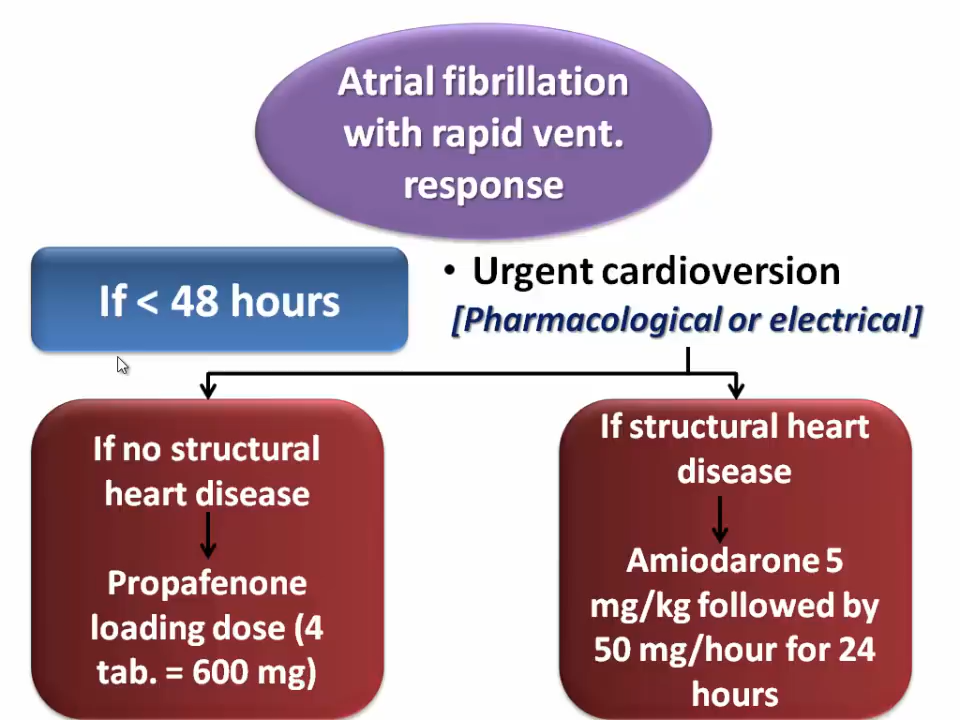 Atrial fibrillation
with rapid vent.
response
If < 48 hours
• Urgent cardioversion
[Pharmacological or electrical]
If no structural
heart disease
Propafenone
loading dose (4
tab. = 600 mg)
If structural heart
disease
Amiodarone 5
mg/kg followed by
50 mg/hour for 24
hours